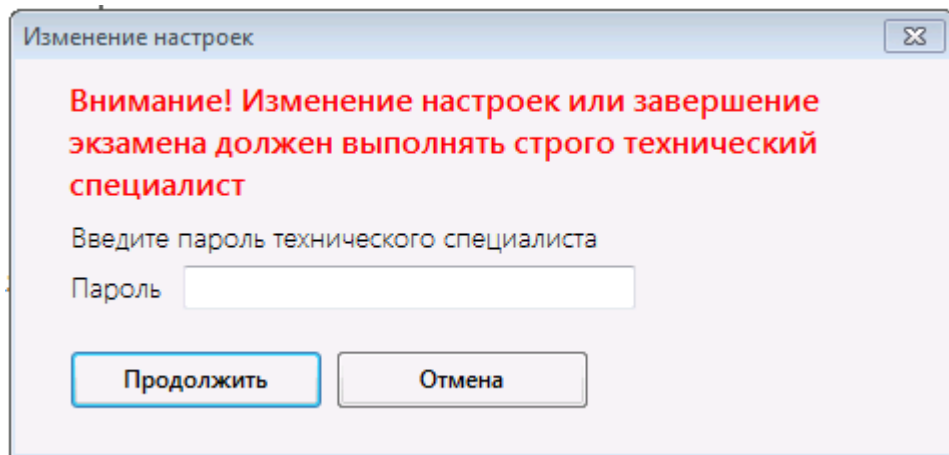 Изменение настроек
Внимание! Изменение настроек или завершение
экзамена должен выполнять строго технический
специалист
Введите пароль технического специалиста
Пароль
Продолжить Отмена